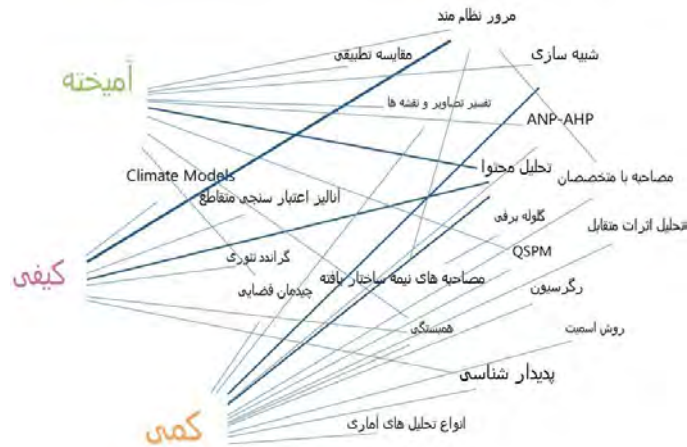 مرور نظام مند
مقایسه تطبیقی
شبیه سازی
آمیخته
تفسیر تصاویر و نقشه ها
ANP-AHP
تحلیل محتوا
مصاحبه با متخصصان
Climate Models
آنالیز اعتبار سنجی متقاطع
گلوله برفی
تحلیل اثرات متقابل
گراندد تئوری
QSPM
کیفی
مصاحبه های نیمه ساختار یافته
چیدمان فضایی
رگرسیون
همبستگی
روش اسمیت
پدیدار شناسی
کمی
انواع تحلیل های آماری